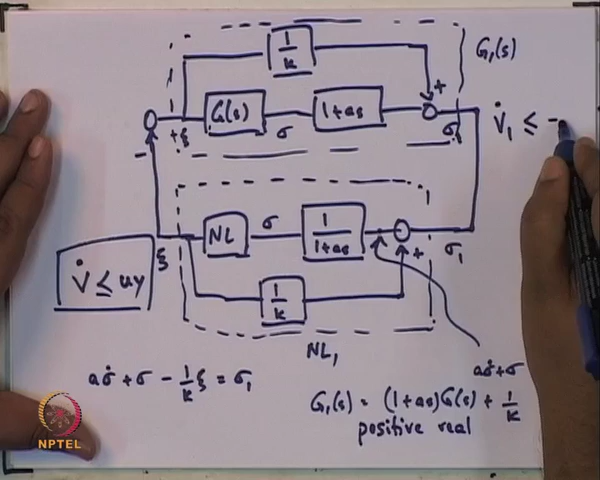 1/k
G₁(s)
+
+ξ
G(s)
σ
1+as
σ₁
V̇₁ ≤ -
-
NL
σ
1/1+as
+
σ₁
ξ
V̇ ≤ uy
1/k
NL₁
aσ̇+σ
aσ̇ + σ - 1/k ξ = σ₁
G₁(s) = (1+as)G(s) + 1/k
positive real
NPTEL